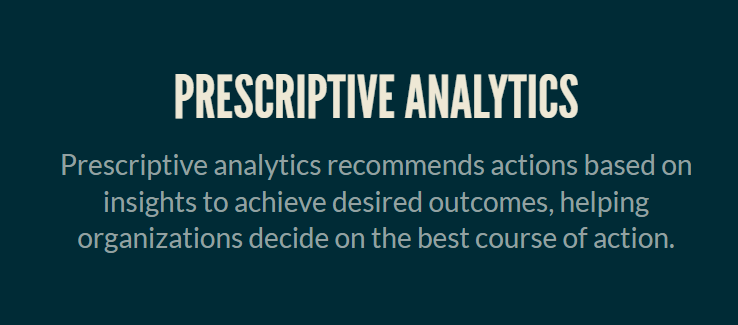 PRESCRIPTIVE ANALYTICS
Prescriptive analytics recommends actions based on
insights to achieve desired outcomes, helping
organizations decide on the best course of action.